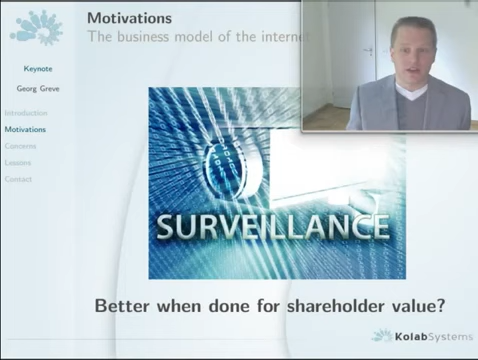 Motivations
The business model of the internet
Keynote
Georg Greve
Introduction
Motivations
Concerns
Lessons
Contact
SURVEILLANCE
Better when done for shareholder value?
KolabSystems